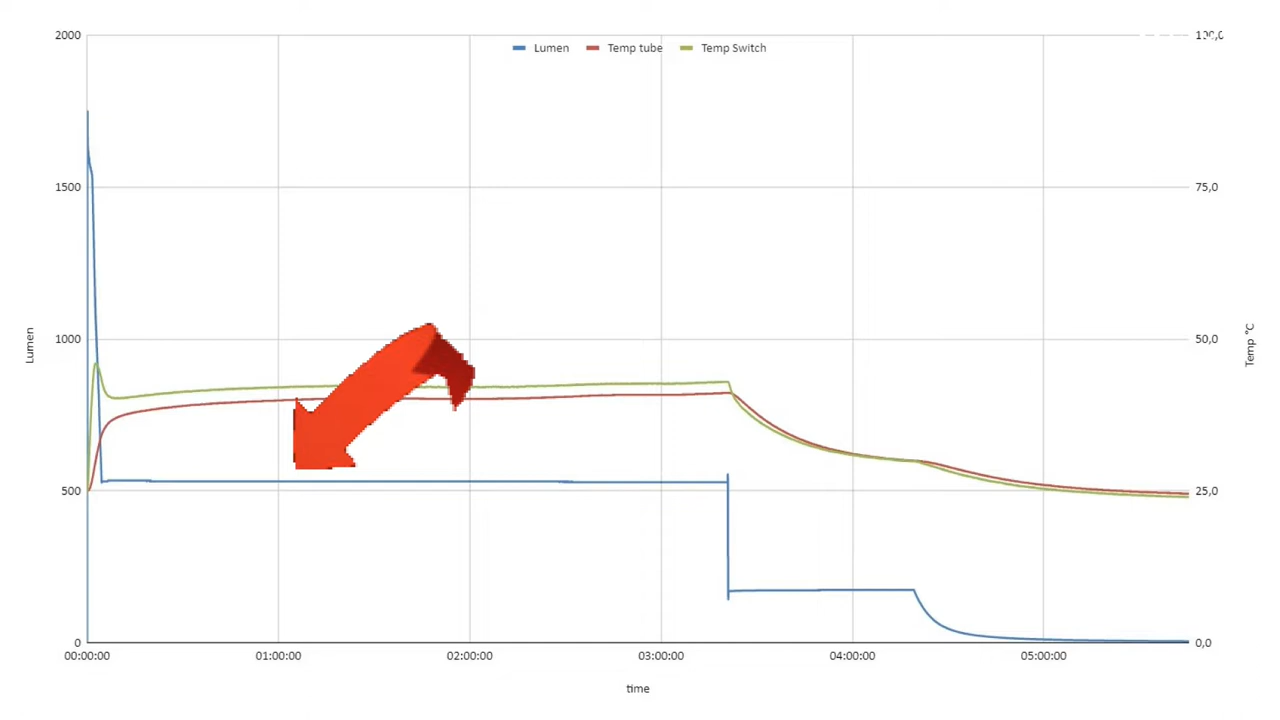 2000
Lumen
Temp tube
Temp Switch
1500
75,0
1000
50,0
Lumen
Temp °C
500
25,0
0
0,0
00:00:00
01:00:00
02:00:00
03:00:00
04:00:00
05:00:00
time